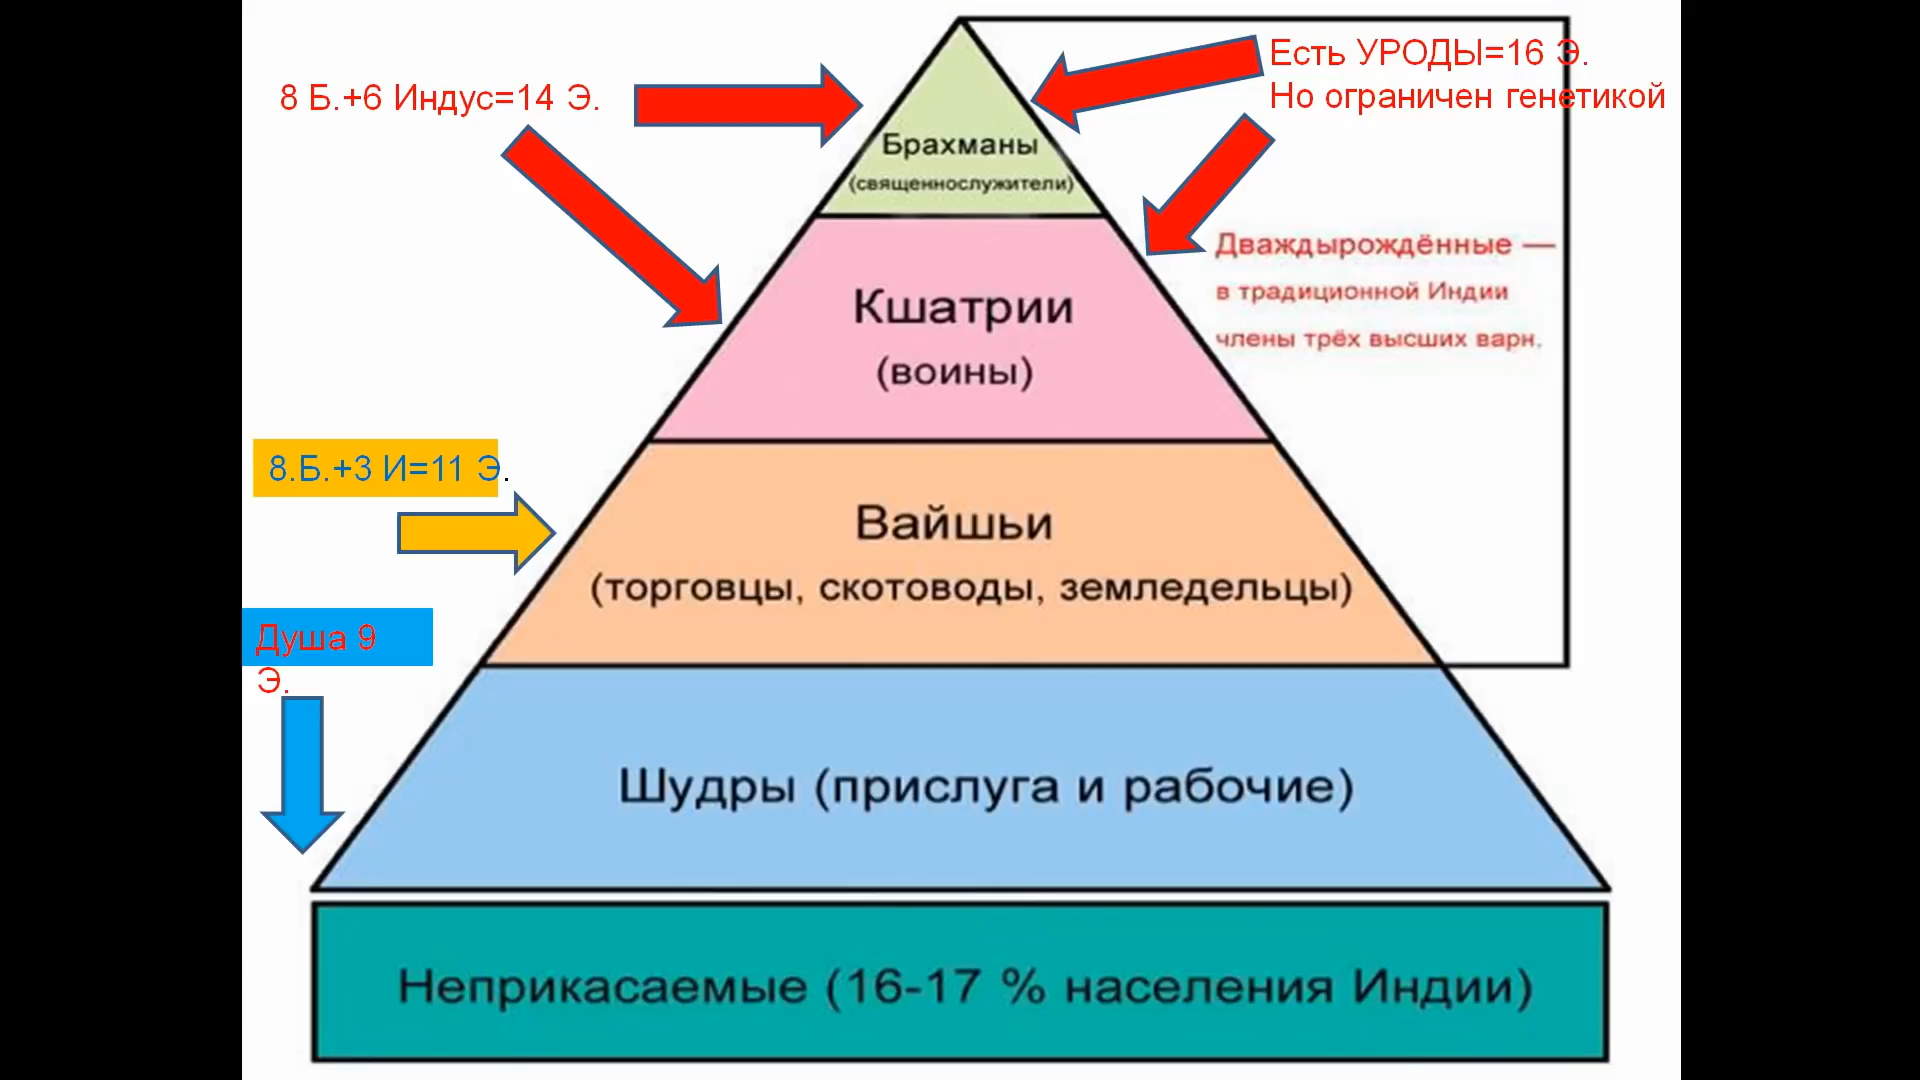 8 Б.+6 Индус=14 Э.
Есть УРОДЫ=16 Э.
Но ограничен генетикой
Брахманы
(священнослужители)
Дваждырождённые —
в традиционной Индии
члены трёх высших варн.
Кшатрии
(воины)
8.Б.+3 И=11 Э.
Вайшьи
(торговцы, скотоводы, земледельцы)
Душа 9
Э.
Шудры (прислуга и рабочие)
Неприкасаемые (16-17 % населения Индии)